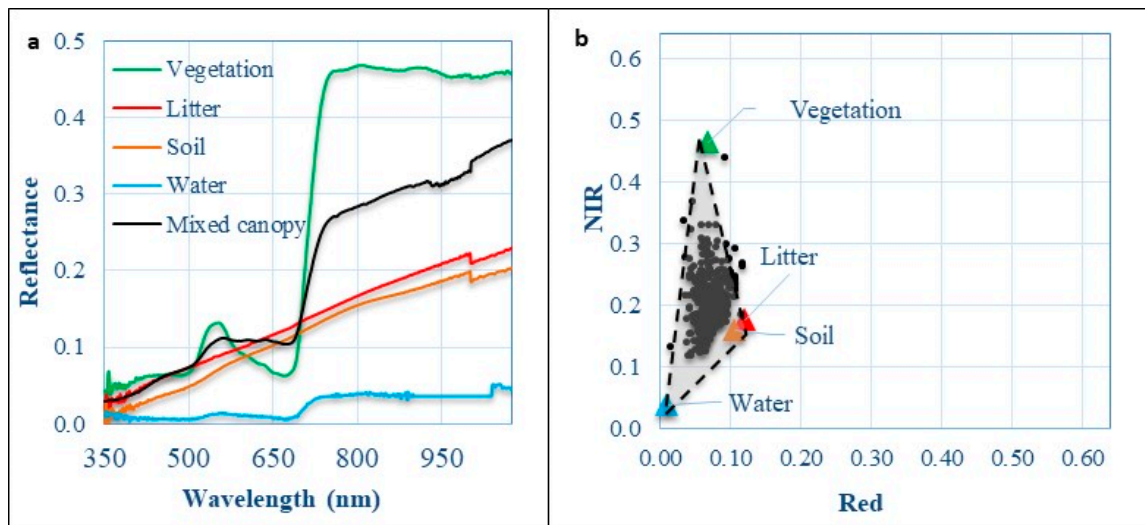 a
0.5
0.4
0.3
0.2
0.1
0.0
Reflectance
Vegetation
Litter
Soil
Water
Mixed canopy
350 500 650 800 950
Wavelength (nm)
b
0.6
0.5
0.4
0.3
0.2
0.1
0.0
NIR
Vegetation
Litter
Soil
Water
0.00 0.10 0.20 0.30 0.40 0.50 0.60
Red